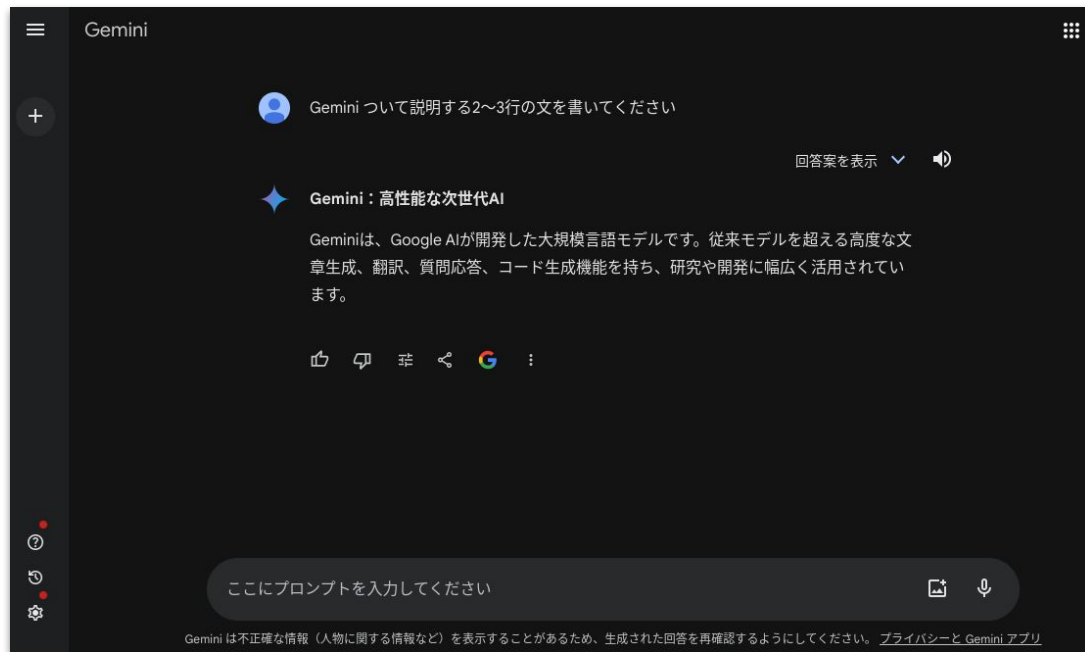 Gemini
Gemini ついて説明する2～3行の文を書いてください
回答案を表示
Gemini：高性能な次世代AI
Geminiは、Google AIが開発した大規模言語モデルです。従来モデルを超える高度な文
章生成、翻訳、質問応答、コード生成機能を持ち、研究や開発に幅広く活用されてい
ます。
ここにプロンプトを入力してください
Gemini は不正確な情報（人物に関する情報など）を表示することがあるため、生成された回答を再確認するようにしてください。 プライバシーと Gemini アプリ